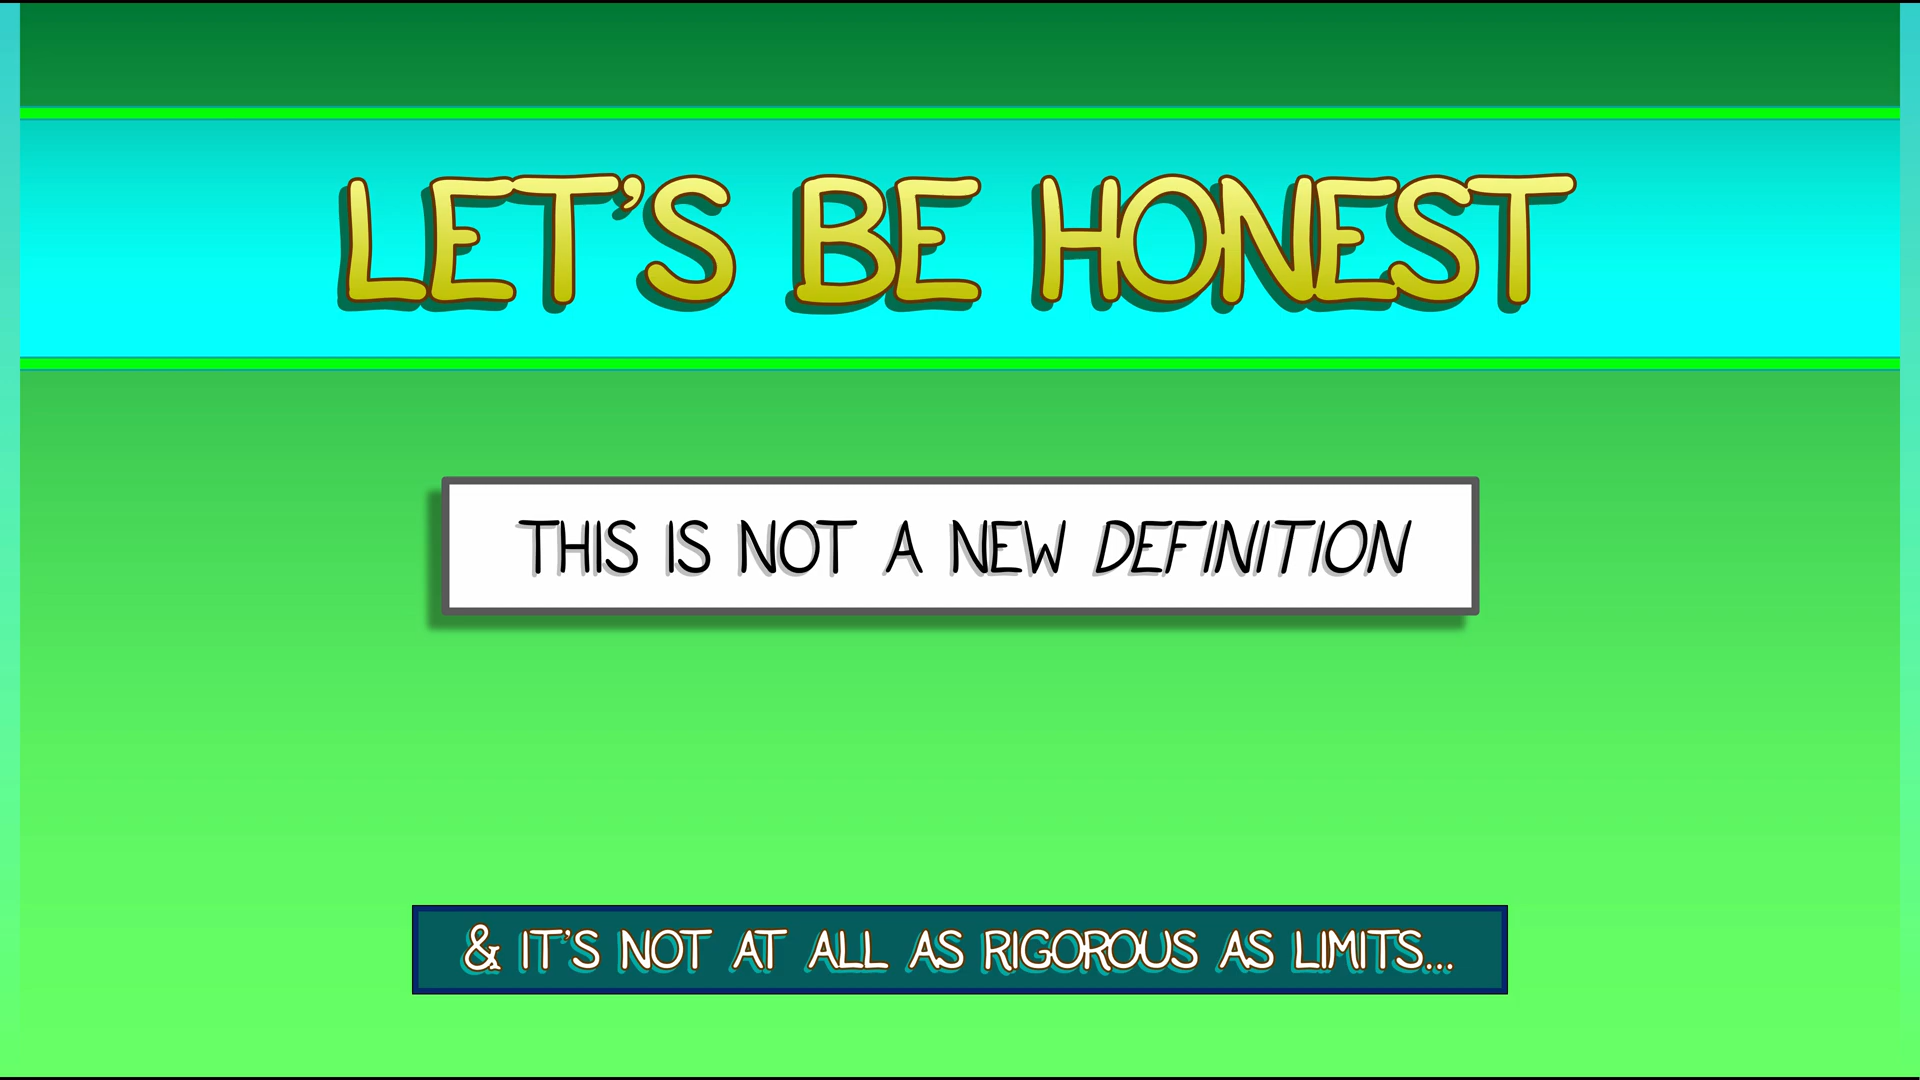 LET'S BE HONEST
THIS IS NOT A NEW DEFINITION
& IT'S NOT AT ALL AS RIGOROUS AS LIMITS...